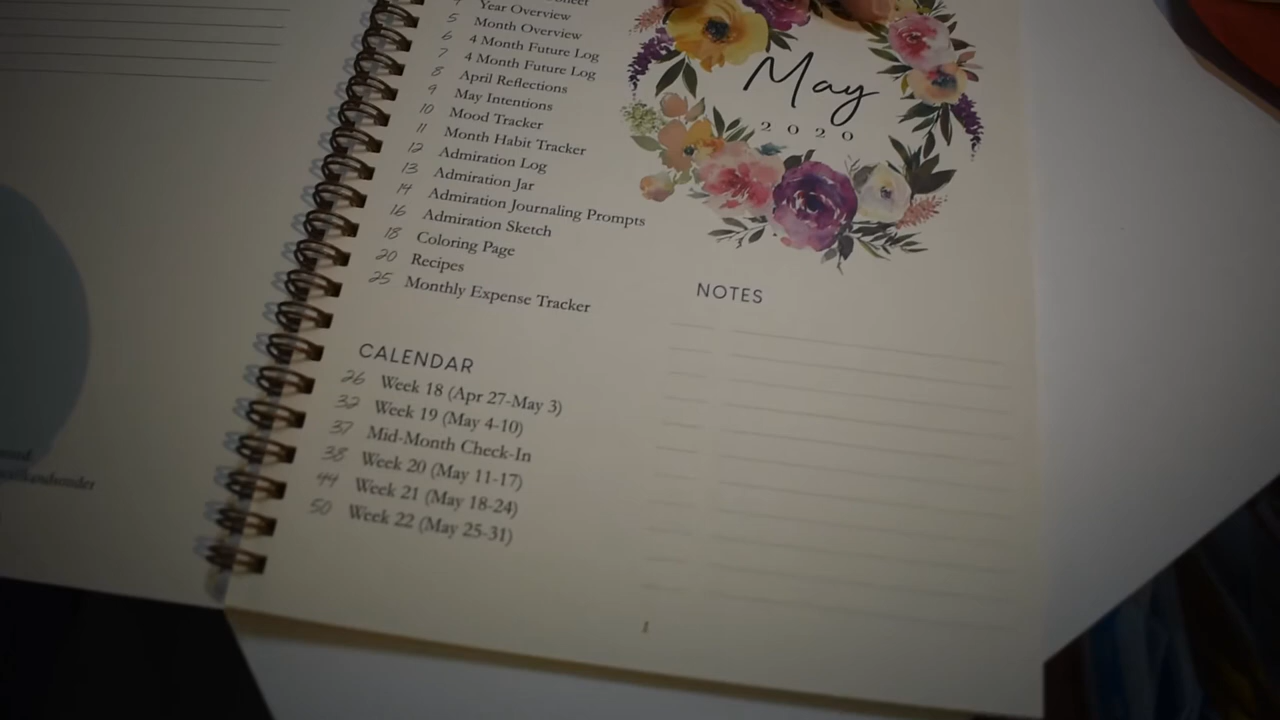 Year Overview
5 Month Overview
6 4 Month Future Log
7 4 Month Future Log
8 April Reflections
9 May Intentions
10 Mood Tracker
11 Month Habit Tracker
12 Admiration Log
13 Admiration Jar
14 Admiration Journaling Prompts
16 Admiration Sketch
18 Coloring Page
20 Recipes
25 Monthly Expense Tracker
CALENDAR
26 Week 18 (Apr 27-May 3)
32 Week 19 (May 4-10)
37 Mid-Month Check-In
38 Week 20 (May 11-17)
44 Week 21 (May 18-24)
50 Week 22 (May 25-31)
May
2020
NOTES
1